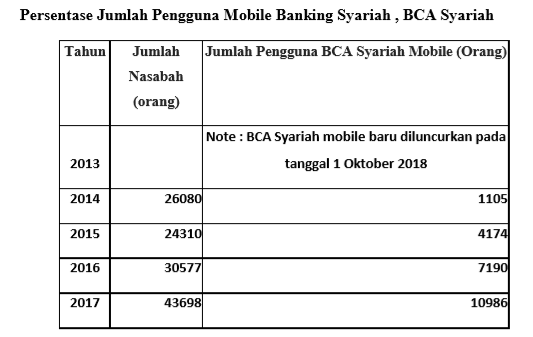 Persentase Jumlah Pengguna Mobile Banking Syariah , BCA Syariah
Tahun Jumlah Nasabah (orang) Jumlah Pengguna BCA Syariah Mobile (Orang)
2013 Note : BCA Syariah mobile baru diluncurkan pada tanggal 1 Oktober 2018
2014 26080 1105
2015 24310 4174
2016 30577 7190
2017 43698 10986